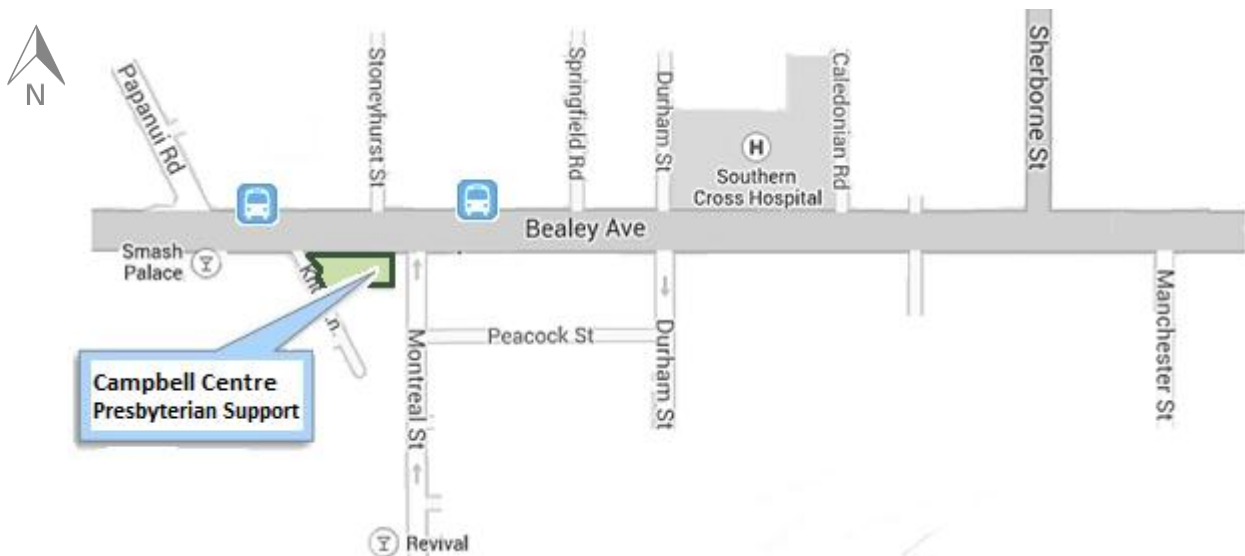 N
Papanui Rd
Stoneyhurst St
Springfield Rd
Durham St
Caledonian Rd
Sherborne St
H
Southern
Cross Hospital
Bealey Ave
Smash
Palace
Ln.
Campbell Centre
Presbyterian Support
Montreal St
Peacock St
Durham St
Manchester St
Revival